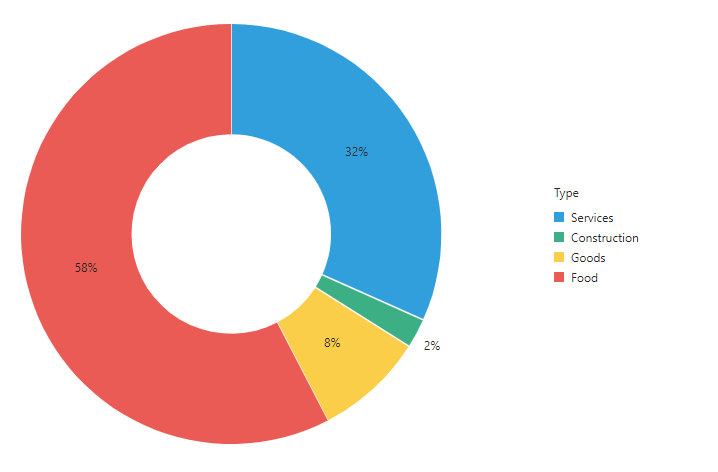 32%
58%
8%
2%
Type
Services
Construction
Goods
Food